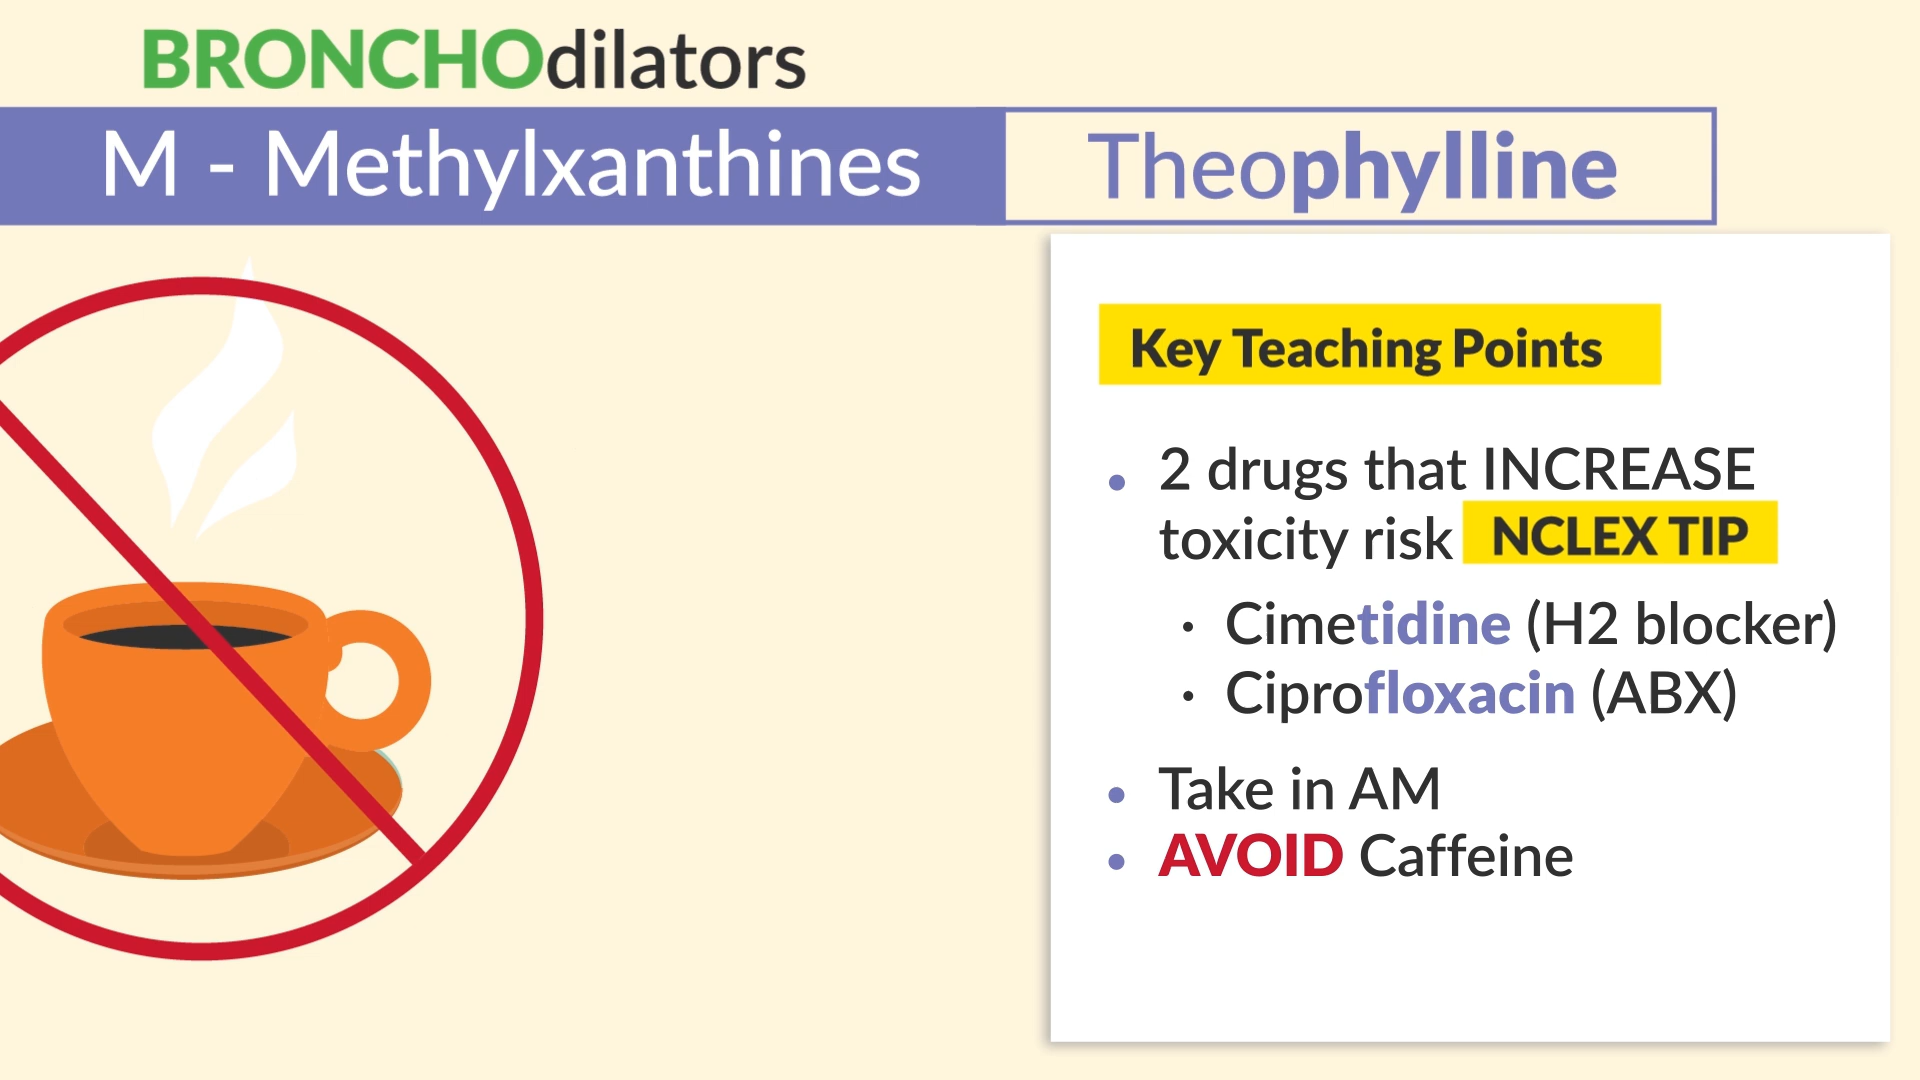 BRONCHOdilators
M - Methylxanthines
Theophylline
Key Teaching Points
• 2 drugs that INCREASE
toxicity risk NCLEX TIP
• Cimetidine (H2 blocker)
• Ciprofloxacin (ABX)
• Take in AM
• AVOID Caffeine